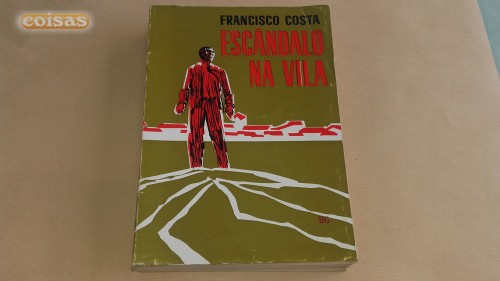 coisas
FRANCISCO COSTA
ESCÂNDALO
NA VILA